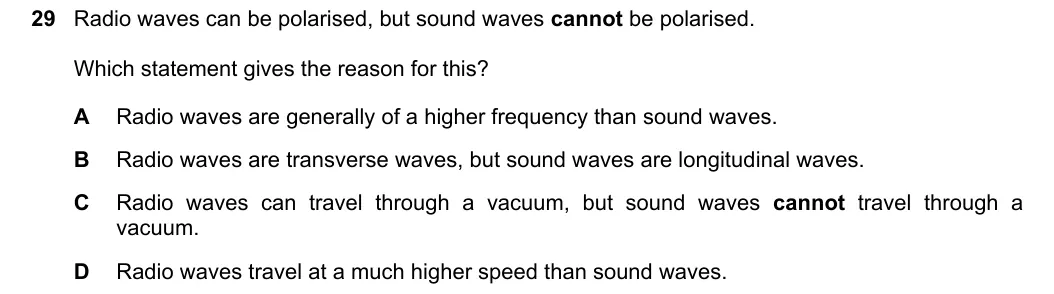 29 Radio waves can be polarised, but sound waves cannot be polarised.
Which statement gives the reason for this?
A Radio waves are generally of a higher frequency than sound waves.
B Radio waves are transverse waves, but sound waves are longitudinal waves.
C Radio waves can travel through a vacuum, but sound waves cannot travel through a
vacuum.
D Radio waves travel at a much higher speed than sound waves.